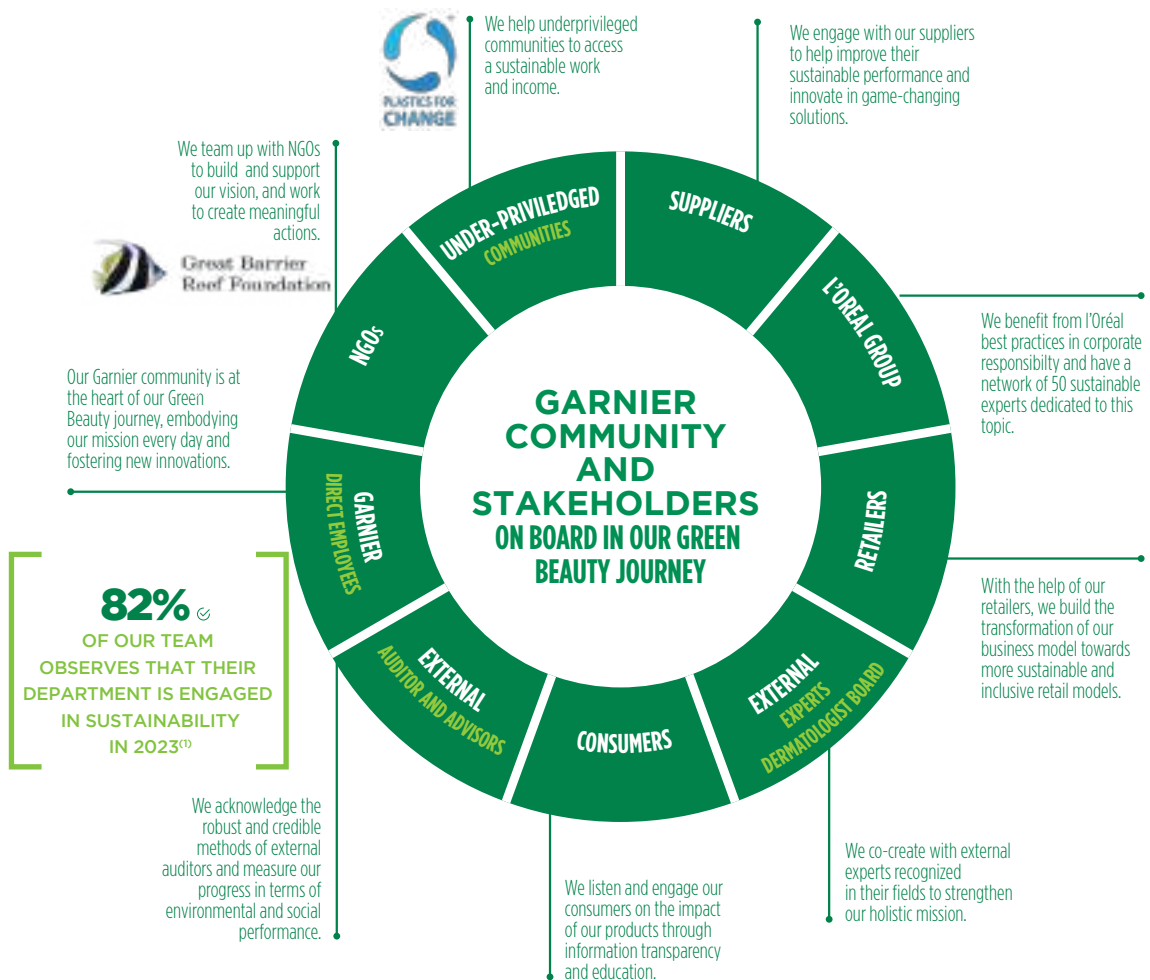 PLASTICS FOR
CHANGE
We help underprivileged
communities to access
a sustainable work
and income.
We engage with our suppliers
to help improve their
sustainable performance and
innovate in game-changing
solutions.
We team up with NGOs
to build and support
our vision, and work
to create meaningful
actions.
Great Barrier
Reef Foundation
UNDER-PRIVILEDGED
COMMUNITIES
SUPPLIERS
L'OREAL GROUP
NGOs
We benefit from l'Oréal
best practices in corporate
responsibilty and have a
network of 50 sustainable
experts dedicated to this
topic.
Our Garnier community is at
the heart of our Green
Beauty journey, embodying
our mission every day and
fostering new innovations.
GARNIER
COMMUNITY
AND
STAKEHOLDERS
ON BOARD IN OUR GREEN
BEAUTY JOURNEY
GARNIER
DIRECT EMPLOYEES
RETAILERS
82%
OF OUR TEAM
OBSERVES THAT THEIR
DEPARTMENT IS ENGAGED
IN SUSTAINABILITY
IN 2023(1)
With the help of our
retailers, we build the
transformation of our
business model towards
more sustainable and
inclusive retail models.
EXTERNAL
AUDITOR AND ADVISORS
CONSUMERS
EXTERNAL
EXPERTS
DERMATOLOGIST BOARD
We acknowledge the
robust and credible
methods of external
auditors and measure our
progress in terms of
environmental and social
performance.
We listen and engage our
consumers on the impact
of our products through
information transparency
and education.
We co-create with external
experts recognized
in their fields to strengthen
our holistic mission.